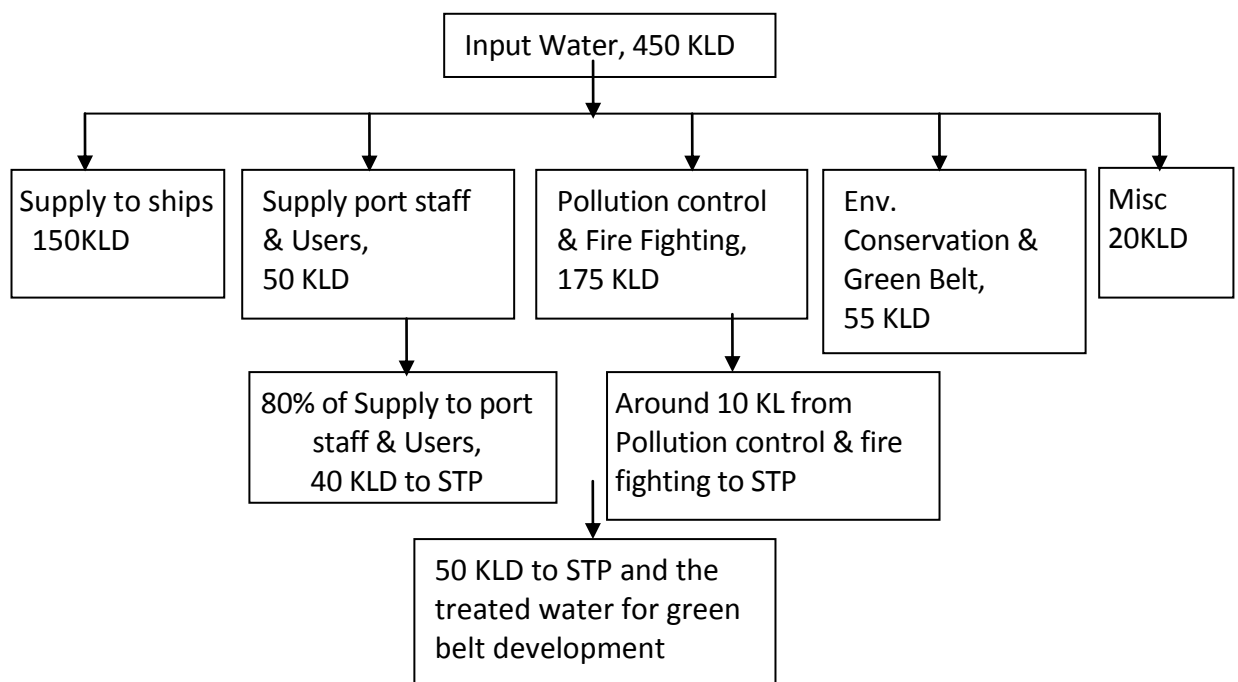 Input Water, 450 KLD
Supply to ships
150KLD
Supply port staff
& Users,
50 KLD
Pollution control
& Fire Fighting,
175 KLD
Env.
Conservation &
Green Belt,
55 KLD
Misc
20KLD
80% of Supply to port
staff & Users,
40 KLD to STP
Around 10 KL from
Pollution control & fire
fighting to STP
50 KLD to STP and the
treated water for green
belt development